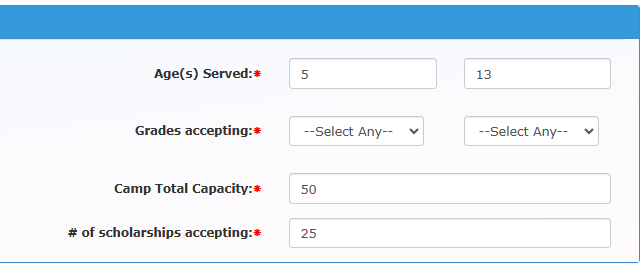 Age(s) Served:* 5 13
Grades accepting:* --Select Any-- --Select Any--
Camp Total Capacity:* 50
# of scholarships accepting:* 25